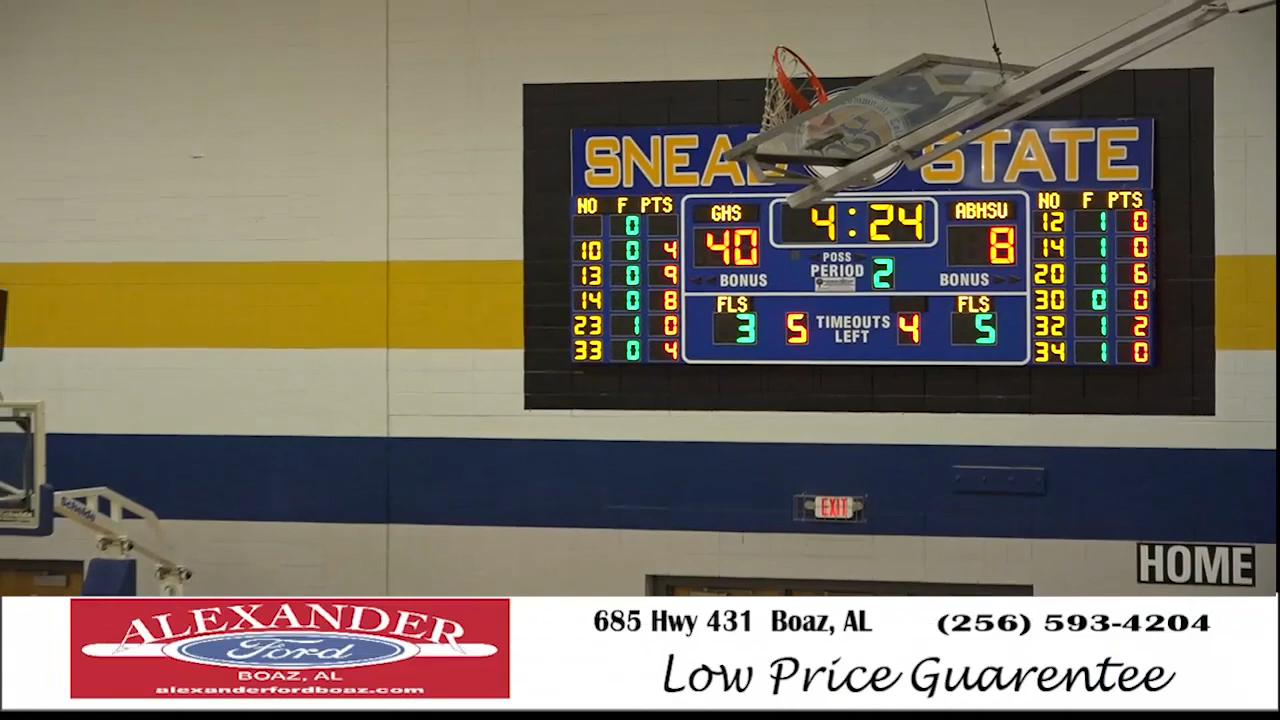 SNEAD STATE
NO F PTS
0
10 0 4
13 0 9
14 0 8
23 1 0
33 0 4
GHS 4:24 ABHSU
40 8
POSS
BONUS PERIOD 2 BONUS
FLS FLS
3 5 TIMEOUTS LEFT 4 5
NO F PTS
12 1 0
14 1 0
20 1 6
30 0 0
32 1 2
34 1 0
EXIT
HOME
Schelde
ALEXANDER
Ford
BOAZ, AL
alexanderfordboaz.com
685 Hwy 431 Boaz, AL (256) 593-4204
Low Price Guarentee